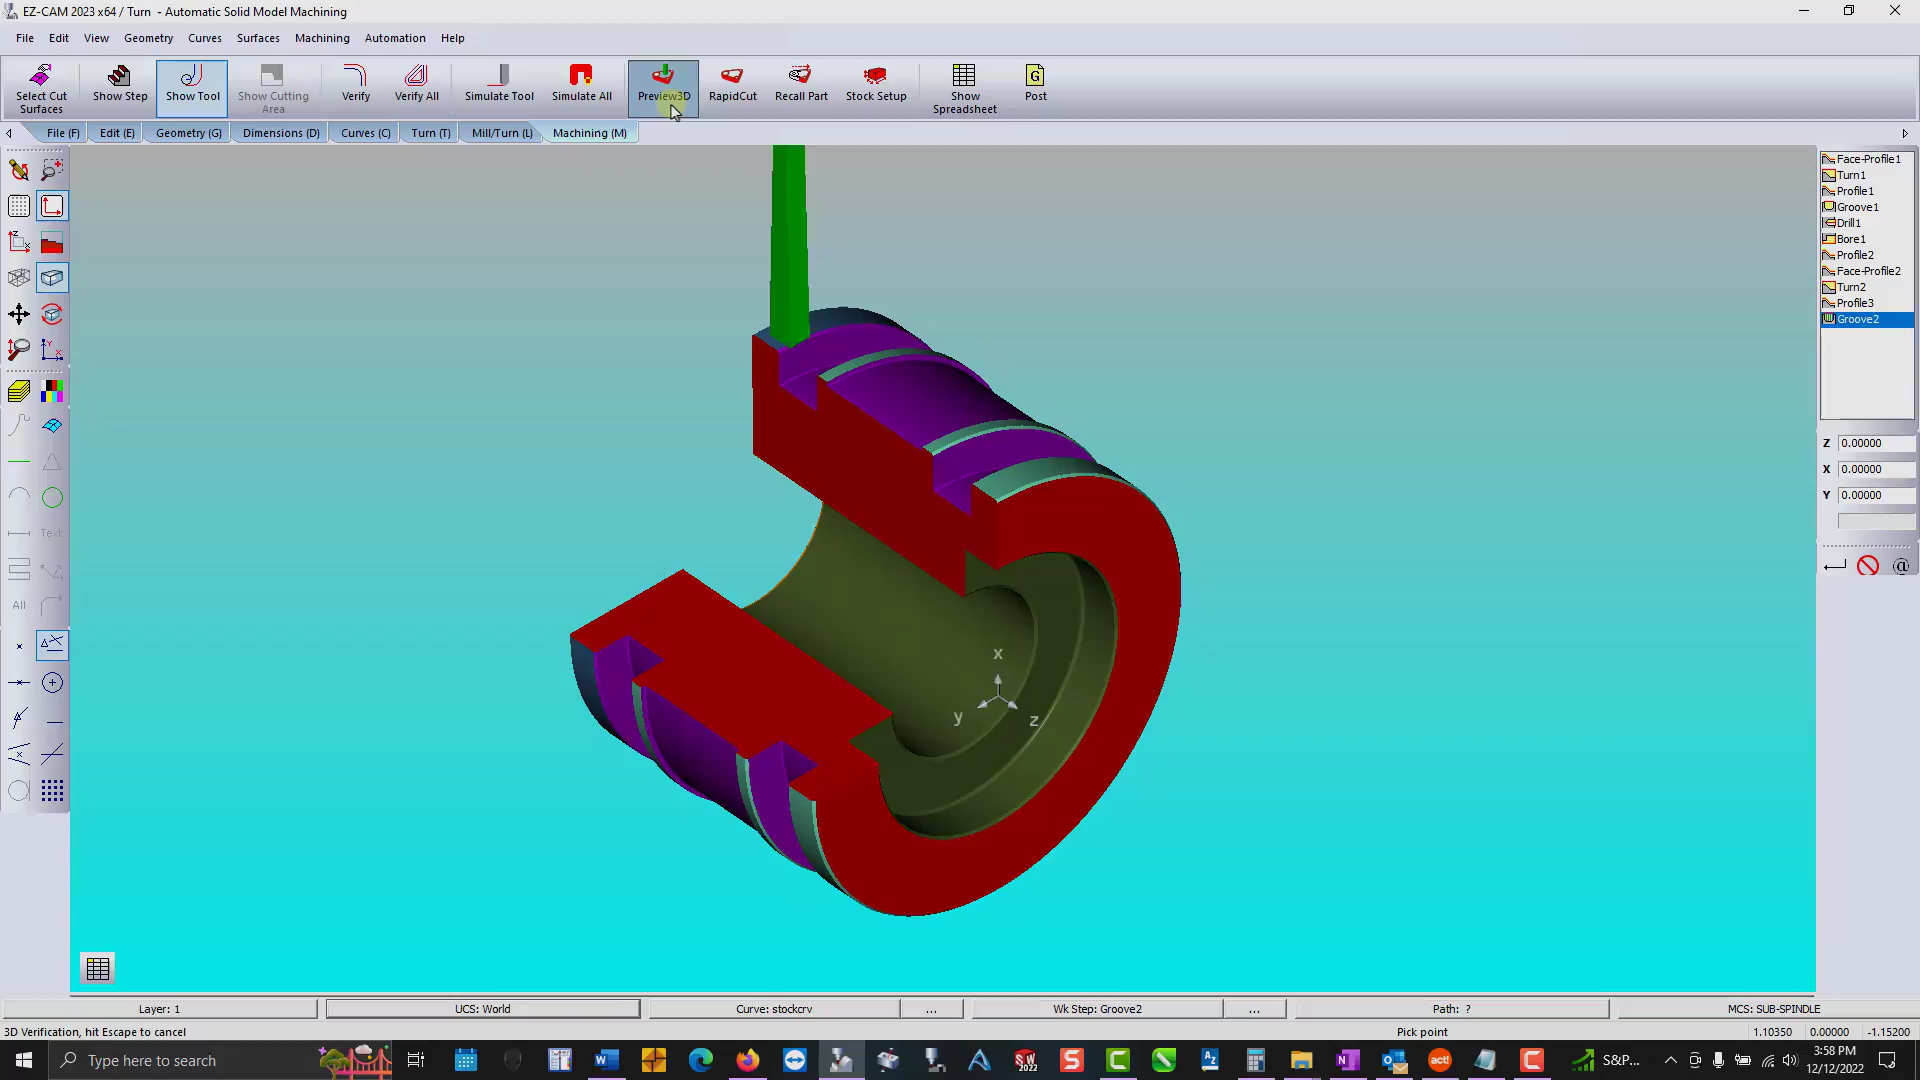 EZ-CAM 2023 x64 / Turn  - Automatic Solid Model Machining
File Edit View Geometry Curves Surfaces Machining Automation Help
Select Cut Surfaces
Show Step
Show Tool
Show Cutting Area
Verify
Verify All
Simulate Tool
Simulate All
Preview3D
RapidCut
Recall Part
Stock Setup
Show Spreadsheet
G
Post
File (F) Edit (E) Geometry (G) Dimensions (D) Curves (C) Turn (T) Mill/Turn (L) Machining (M)
Face-Profile1
Turn1
Profile1
Groove1
Drill1
Bore1
Profile2
Face-Profile2
Turn2
Profile3
Groove2
Z 0.00000
X 0.00000
Y 0.00000
@
Text
All
x
y
z
Layer: 1
UCS: World
Curve: stockcrv
...
Wk Step: Groove2
...
Path: ?
MCS: SUB-SPINDLE
3D Verification, hit Escape to cancel
Pick point
1.10350 0.00000 -1.15200
Type here to search
S&P...
3:58 PM
12/12/2022